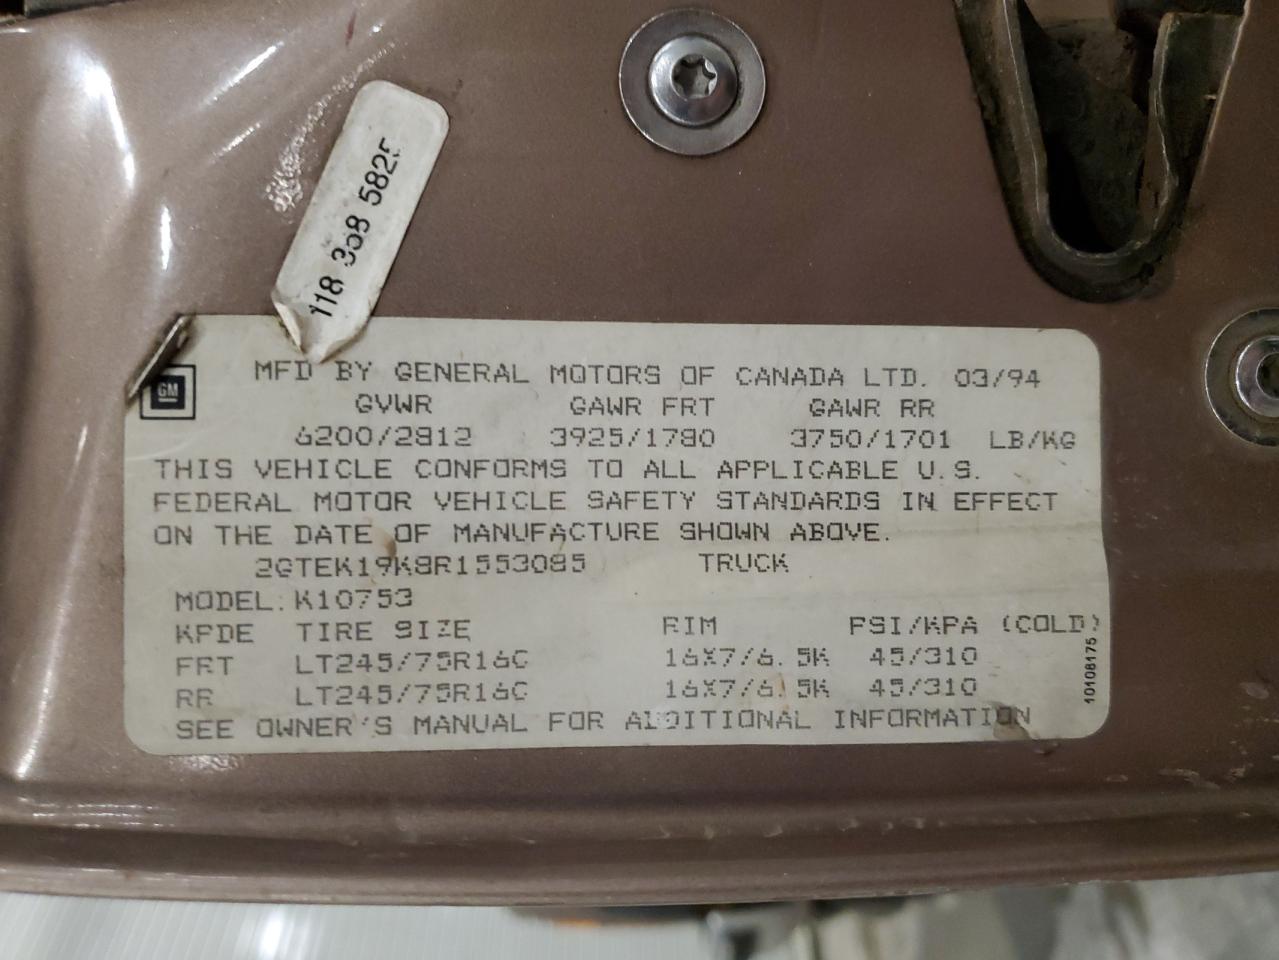 118 338 5825
GM
MFD BY GENERAL MOTORS OF CANADA LTD. 03/94
GVWR GAWR FRT GAWR RR
6200/2812 3925/1780 3750/1701 LB/KG
THIS VEHICLE CONFORMS TO ALL APPLICABLE U.S.
FEDERAL MOTOR VEHICLE SAFETY STANDARDS IN EFFECT
ON THE DATE OF MANUFACTURE SHOWN ABOVE.
2GTEK19K8R1553085 TRUCK
MODEL: K10753
KPDE TIRE SIZE RIM PSI/KPA (COLD)
FRT LT245/75R16C 16X7/6.5K 45/310
RR LT245/75R16C 16X7/6.5K 45/310
SEE OWNER'S MANUAL FOR ADDITIONAL INFORMATION
10108175